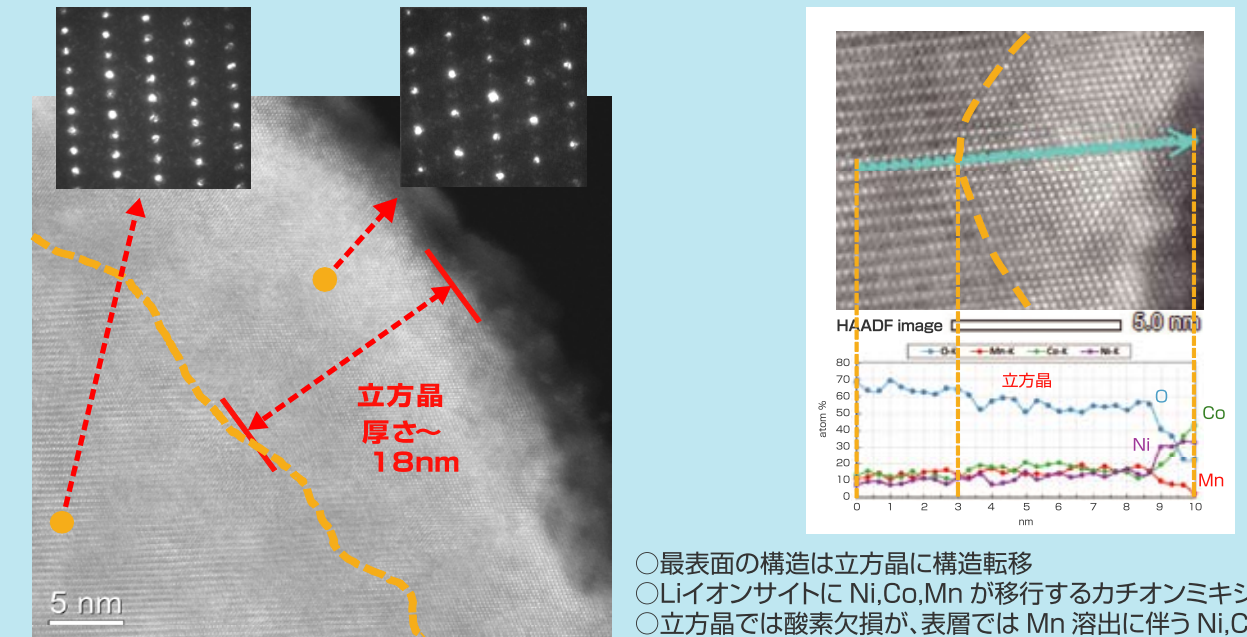 立方晶
厚さ～
18nm
5 nm
HAADF image
5.0 nm
O-K Mn-K Co-K Ni-K
立方晶
O
Co
Ni
Mn
atom %
80
70
60
50
40
30
20
10
0
0 1 2 3 4 5 6 7 8 9 10
nm
○最表面の構造は立方晶に構造転移
○Liイオンサイトに Ni,Co,Mn が移行するカチオンミキシ
○立方晶では酸素欠損が、表層では Mn 溶出に伴う Ni,C